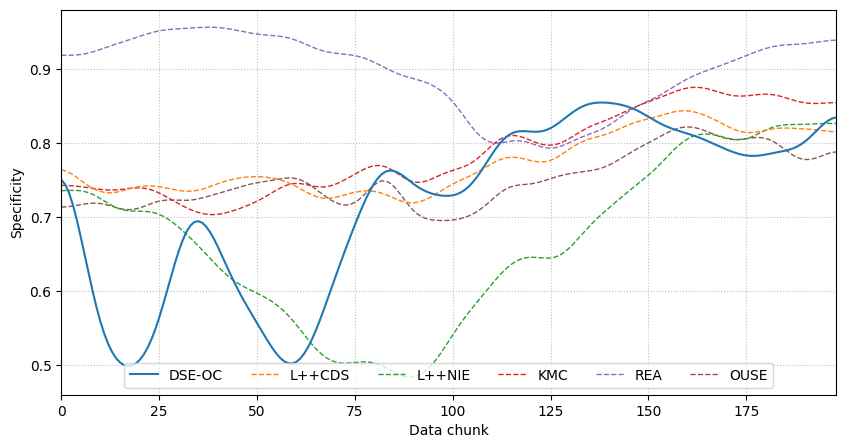 0.9
0.8
0.7
0.6
0.5
Specificity
DSE-OC L++CDS L++NIE KMC REA OUSE
0 25 50 75 100 125 150 175
Data chunk